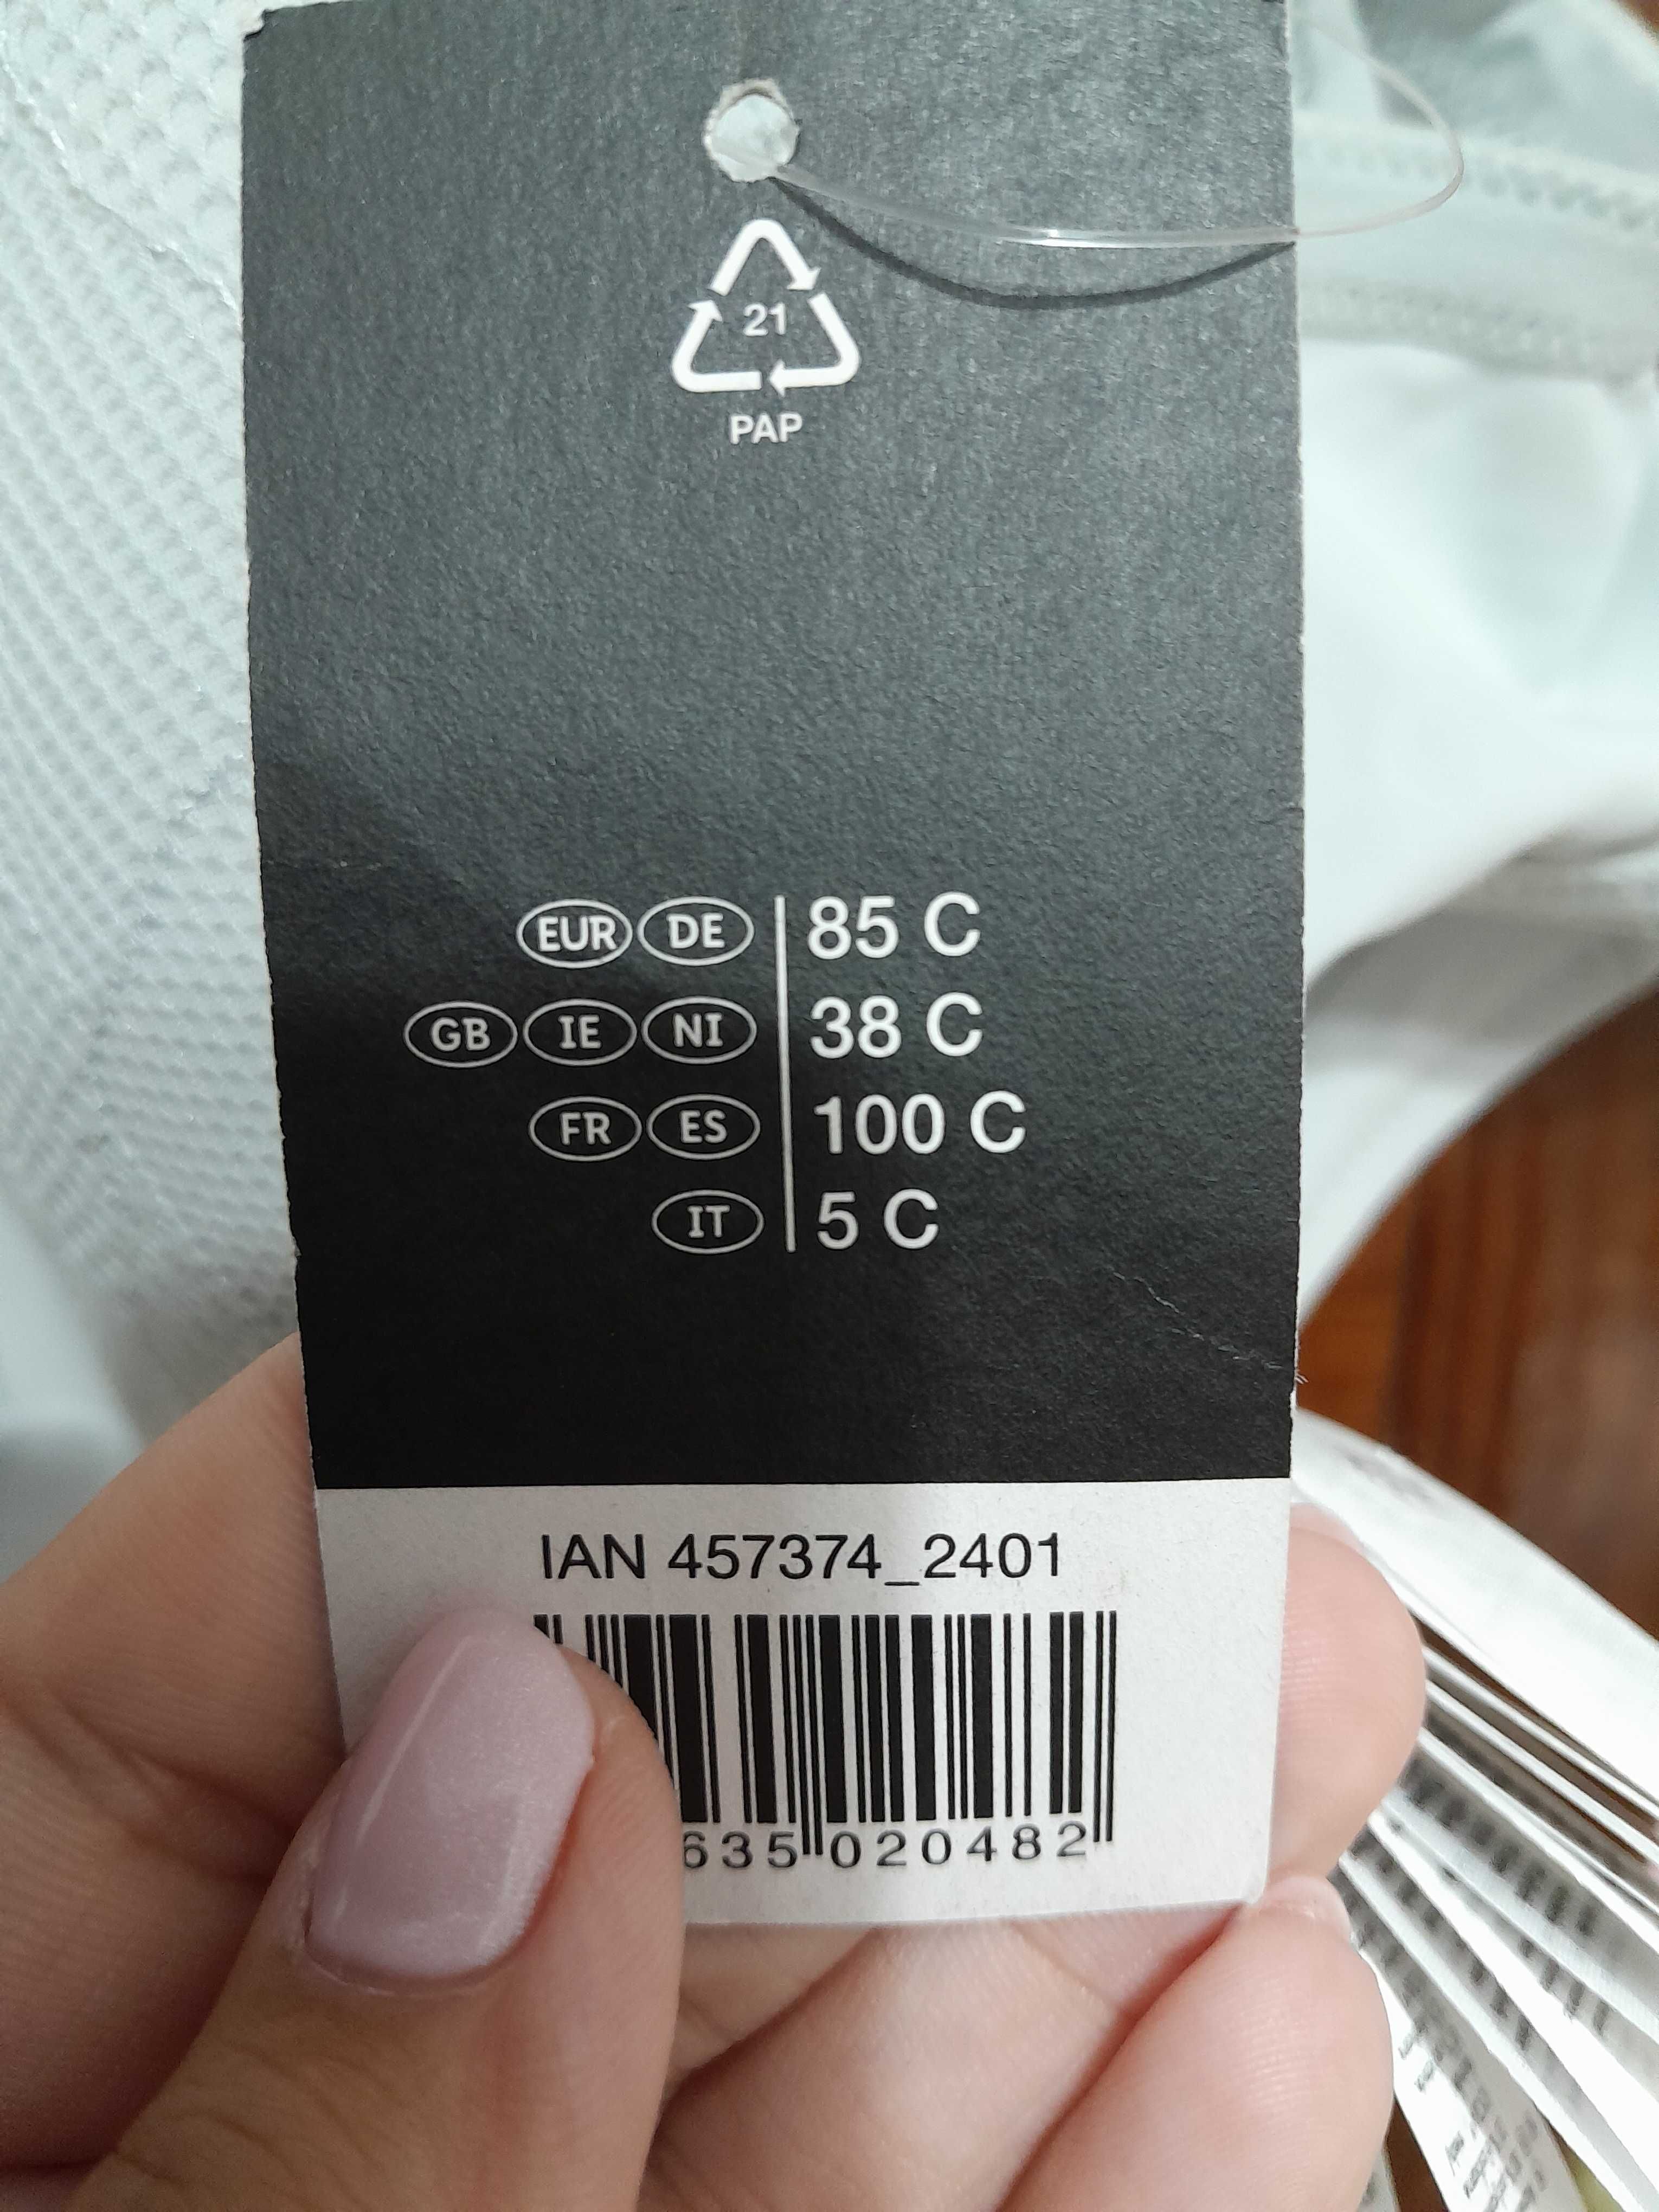 21
PAP
EUR DE 85 C
GB IE NI 38 C
FR ES 100 C
IT 5 C
IAN 457374_2401
635 020482